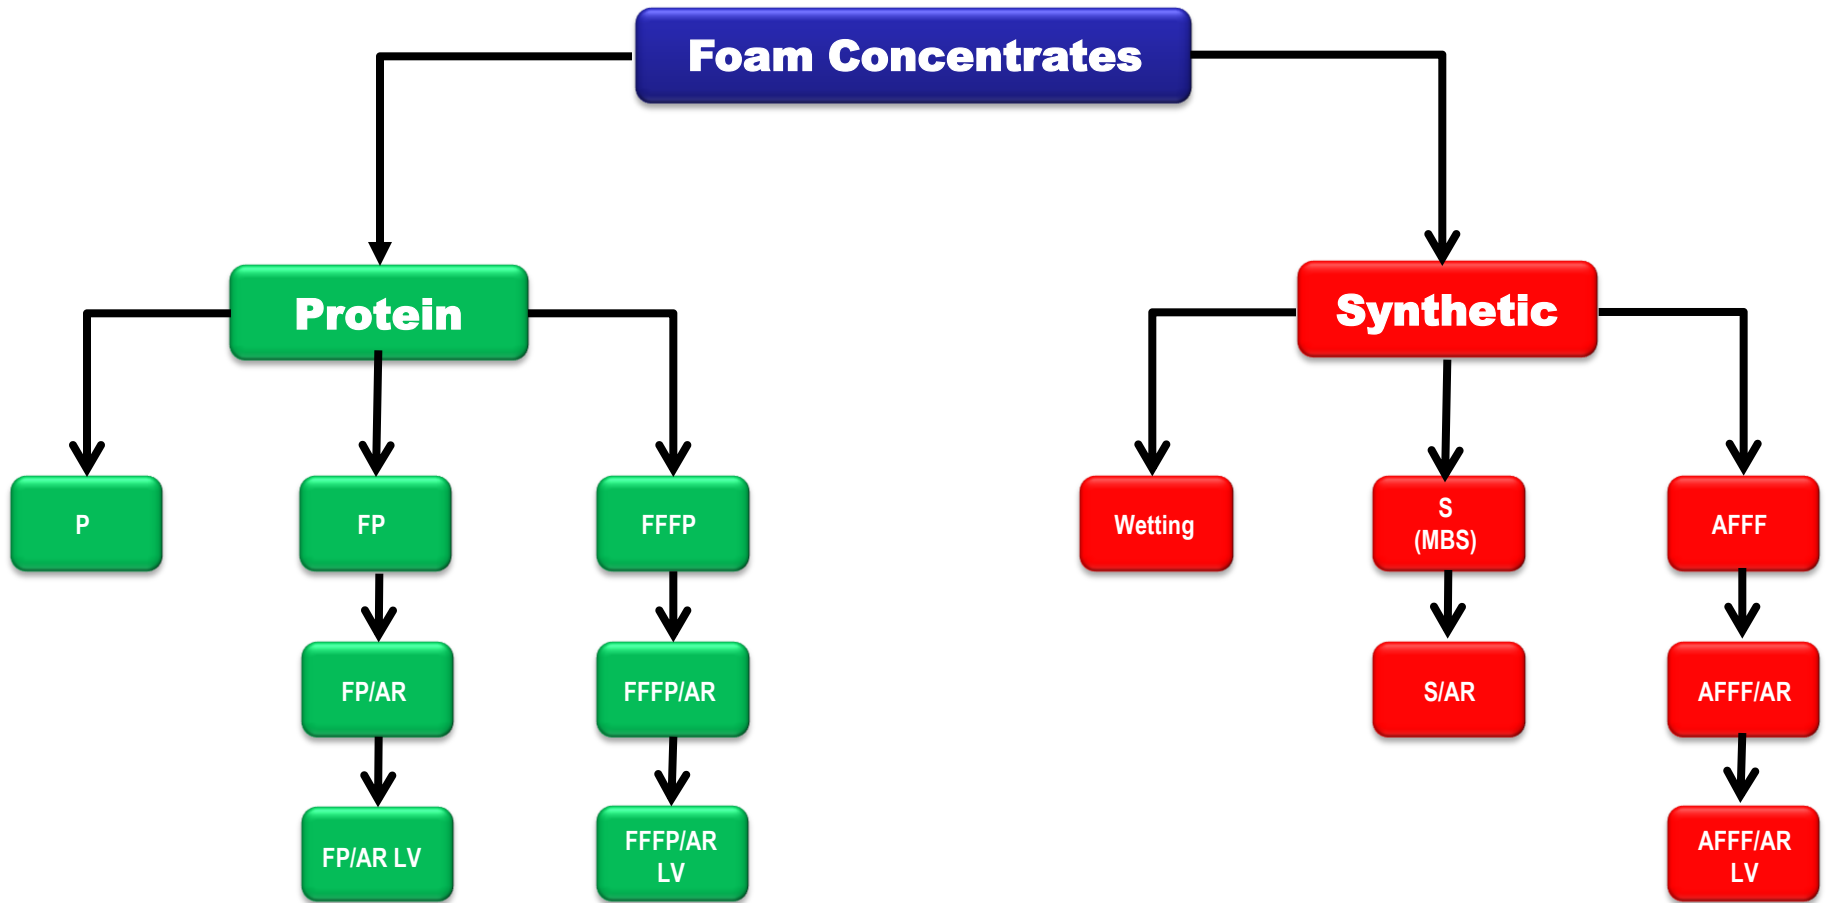 Foam Concentrates
Protein
Synthetic
P
FP
FFFP
Wetting
S
(MBS)
AFFF
FP/AR
FFFP/AR
S/AR
AFFF/AR
FP/AR LV
FFFP/AR
LV
AFFF/AR
LV